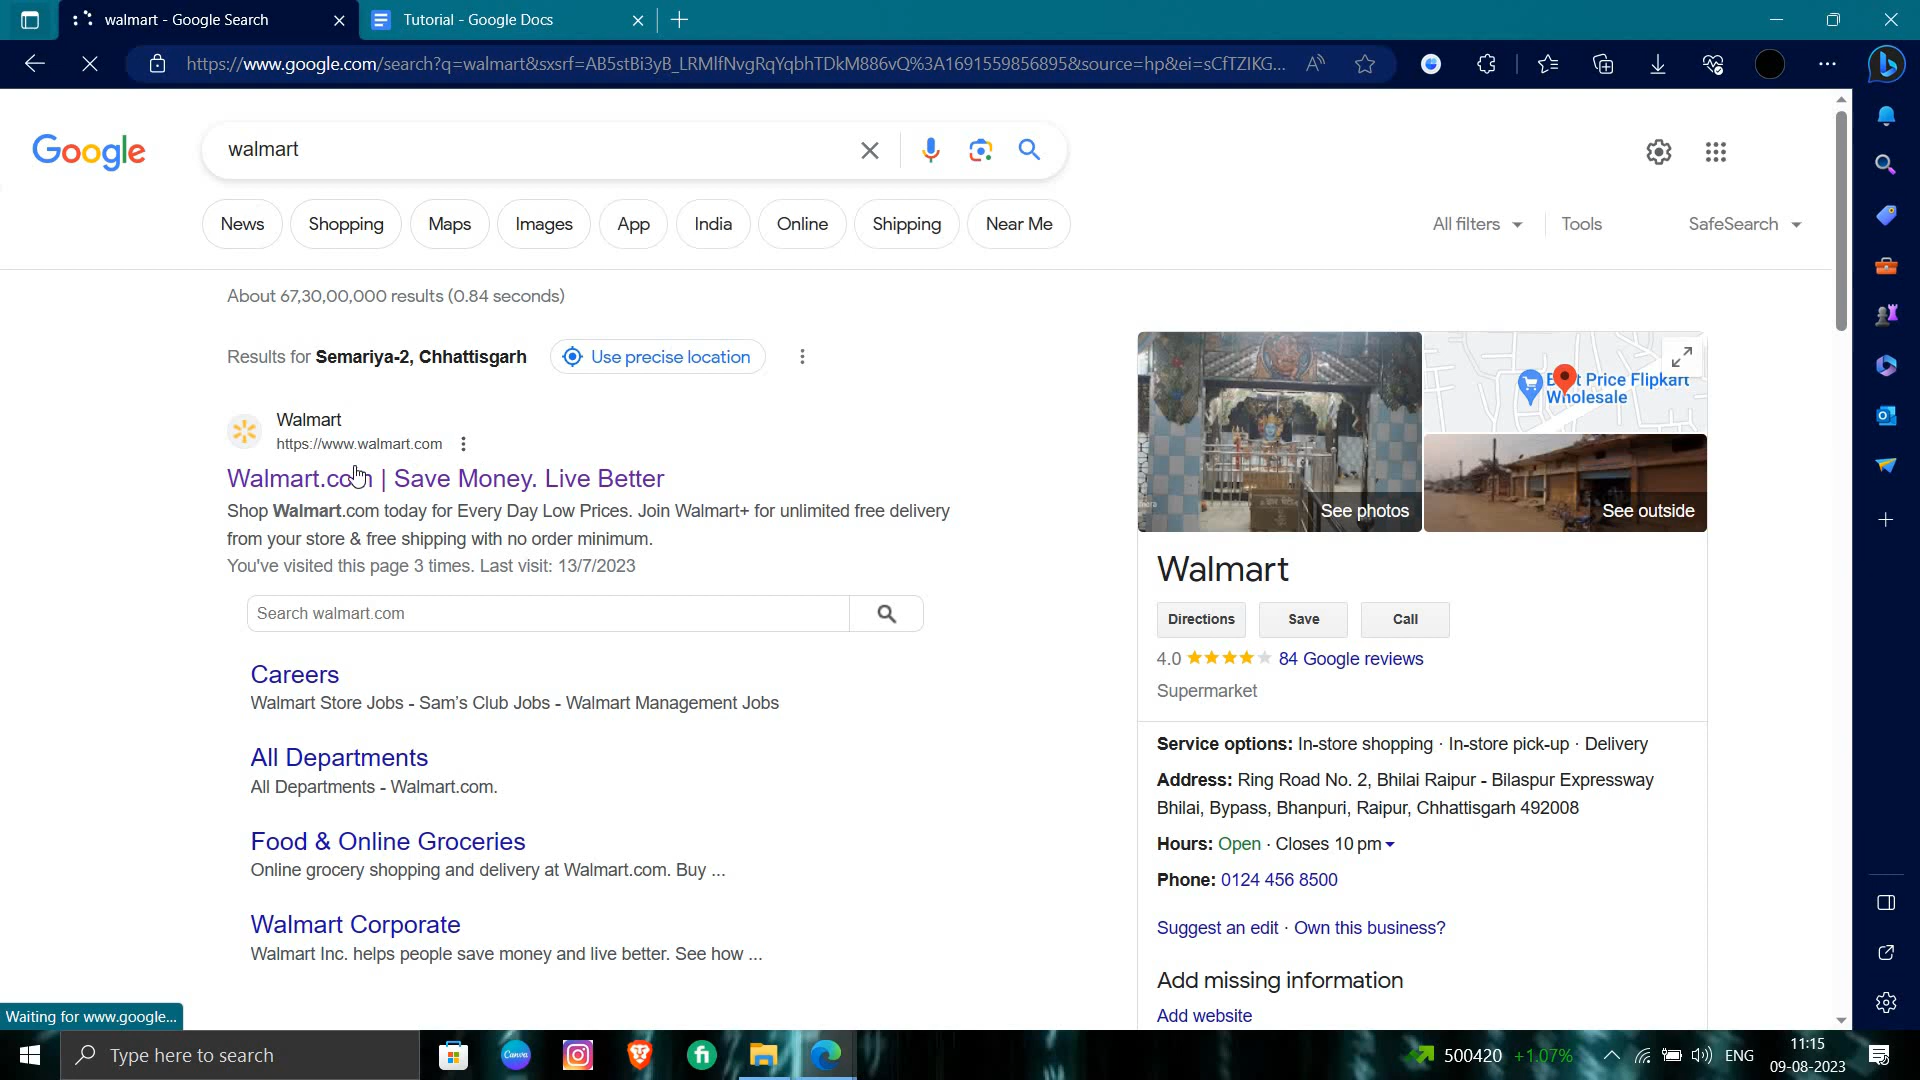 walmart - Google Search
Tutorial - Google Docs
https://www.google.com/search?q=walmart&sxsrf=AB5stBi3yB_LRMlfNvgRqYqbhTDkM886vQ%3A1691559856895&source=hp&ei=sCfTZIKG...
Google
walmart
News
Shopping
Maps
Images
App
India
Online
Shipping
Near Me
All filters
Tools
SafeSearch
About 67,30,00,000 results (0.84 seconds)
Results for Semariya-2, Chhattisgarh
Use precise location
Walmart
https://www.walmart.com
Walmart.com | Save Money. Live Better
Shop Walmart.com today for Every Day Low Prices. Join Walmart+ for unlimited free delivery
from your store & free shipping with no order minimum.
You've visited this page 3 times. Last visit: 13/7/2023
Search walmart.com
Careers
Walmart Store Jobs - Sam's Club Jobs - Walmart Management Jobs
All Departments
All Departments - Walmart.com.
Food & Online Groceries
Online grocery shopping and delivery at Walmart.com. Buy ...
Walmart Corporate
Walmart Inc. helps people save money and live better. See how ...
Price Flipkart
Wholesale
See photos
See outside
Walmart
Directions
Save
Call
4.0
84 Google reviews
Supermarket
Service options: In-store shopping · In-store pick-up · Delivery
Address: Ring Road No. 2, Bhilai Raipur - Bilaspur Expressway
Bhilai, Bypass, Bhanpuri, Raipur, Chhattisgarh 492008
Hours: Open · Closes 10 pm
Phone: 0124 456 8500
Suggest an edit · Own this business?
Add missing information
Add website
Waiting for www.google...
Type here to search
Canva
500420 +1.07%
ENG
11:15
09-08-2023